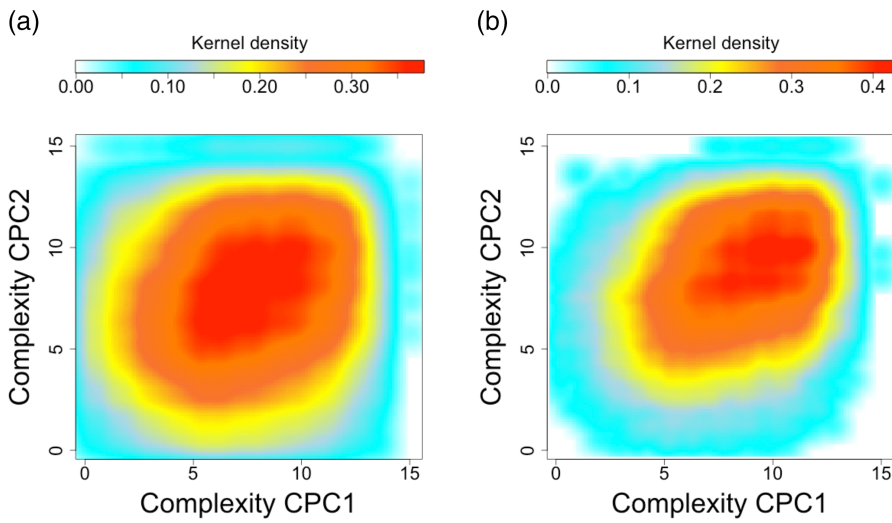 (a)
Kernel density
0.00 0.10 0.20 0.30
15
10
5
0
Complexity CPC2
0 5 10 15
Complexity CPC1
(b)
Kernel density
0.0 0.1 0.2 0.3 0.4
15
10
5
0
Complexity CPC2
0 5 10 15
Complexity CPC1